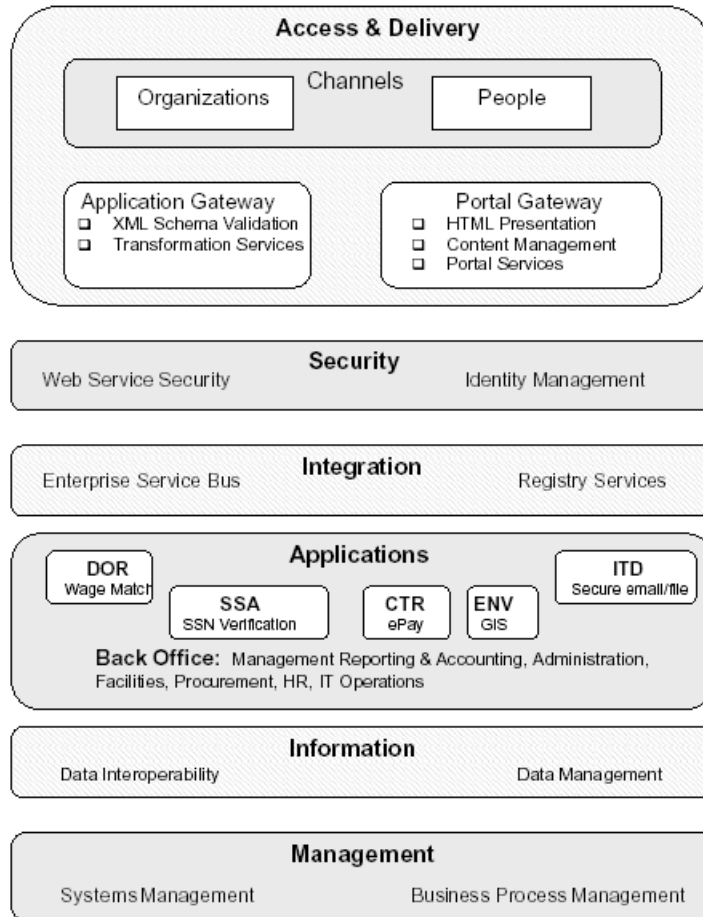 Access & Delivery
Channels
Organizations
People
Application Gateway
❑ XML Schema Validation
❑ Transformation Services
Portal Gateway
❑ HTML Presentation
❑ Content Management
❑ Portal Services
Security
Web Service Security
Identity Management
Integration
Enterprise Service Bus
Registry Services
Applications
DOR
Wage Match
SSA
SSN Verification
CTR
ePay
ENV
GIS
ITD
Secure email/file
Back Office: Management Reporting & Accounting, Administration,
Facilities, Procurement, HR, IT Operations
Information
Data Interoperability
Data Management
Management
Systems Management
Business Process Management